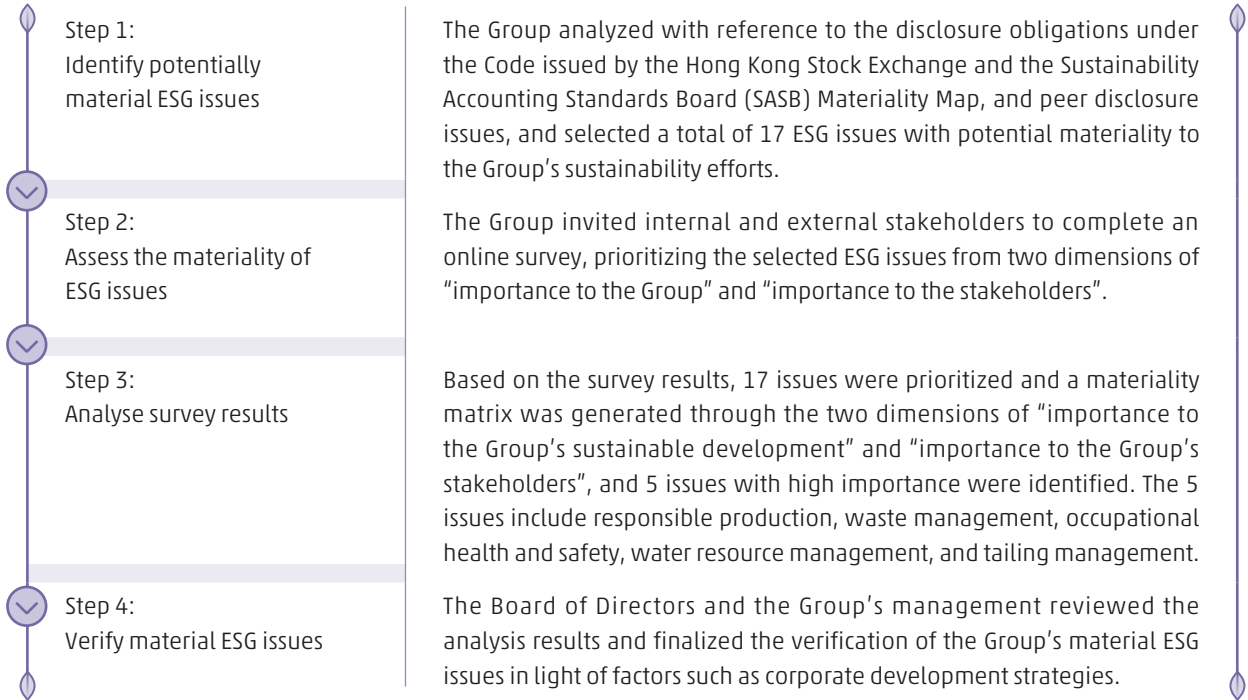 Step 1:
Identify potentially
material ESG issues
The Group analyzed with reference to the disclosure obligations under
the Code issued by the Hong Kong Stock Exchange and the Sustainability
Accounting Standards Board (SASB) Materiality Map, and peer disclosure
issues, and selected a total of 17 ESG issues with potential materiality to
the Group's sustainability efforts.
Step 2:
Assess the materiality of
ESG issues
The Group invited internal and external stakeholders to complete an
online survey, prioritizing the selected ESG issues from two dimensions of
“importance to the Group” and “importance to the stakeholders”.
Step 3:
Analyse survey results
Based on the survey results, 17 issues were prioritized and a materiality
matrix was generated through the two dimensions of “importance to
the Group's sustainable development” and “importance to the Group's
stakeholders”, and 5 issues with high importance were identified. The 5
issues include responsible production, waste management, occupational
health and safety, water resource management, and tailing management.
Step 4:
Verify material ESG issues
The Board of Directors and the Group's management reviewed the
analysis results and finalized the verification of the Group's material ESG
issues in light of factors such as corporate development strategies.